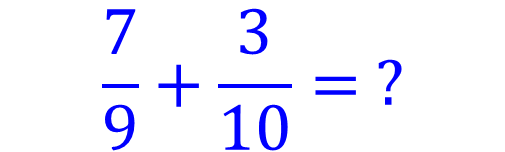 7/9 + 3/10 = ?